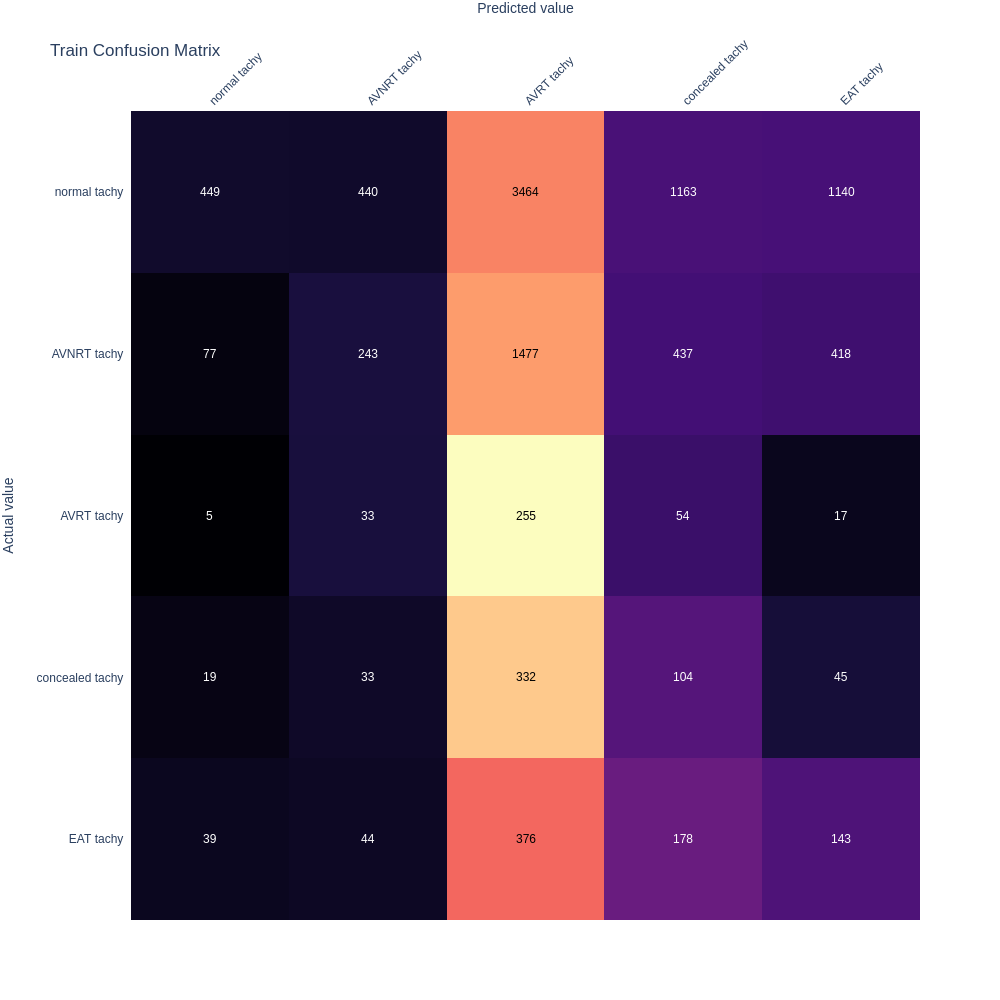 Predicted value
Train Confusion Matrix
normal tachy AVNRT tachy AVRT tachy concealed tachy EAT tachy
normal tachy 449 440 3464 1163 1140
AVNRT tachy 77 243 1477 437 418
Actual value
AVRT tachy 5 33 255 54 17
concealed tachy 19 33 332 104 45
EAT tachy 39 44 376 178 143